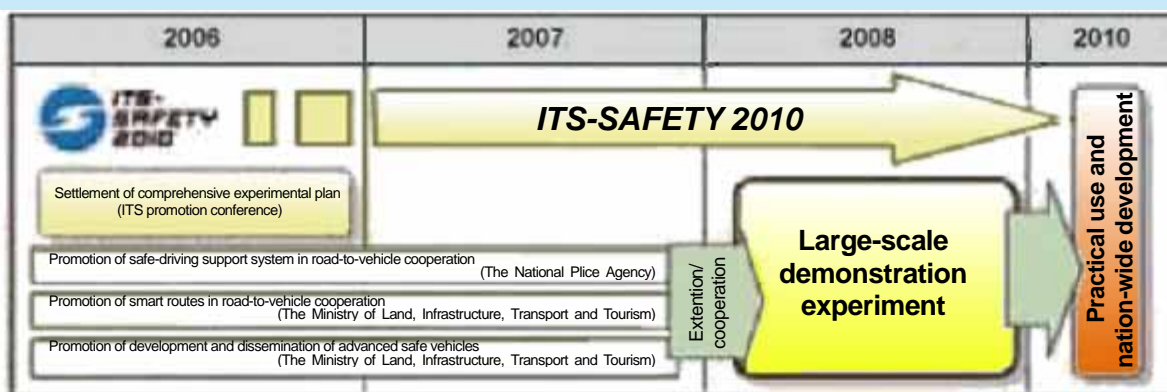 2006
2007
2008
2010
ITS-
SAFETY
2010
ITS-SAFETY 2010
Settlement of comprehensive experimental plan
(ITS promotion conference)
Promotion of safe-driving support system in road-to-vehicle cooperation
(The National Plice Agency)
Promotion of smart routes in road-to-vehicle cooperation
(The Ministry of Land, Infrastructure, Transport and Tourism)
Promotion of development and dissemination of advanced safe vehicles
(The Ministry of Land, Infrastructure, Transport and Tourism)
Extention/
cooperation
Large-scale
demonstration
experiment
Practical use and
nation-wide development